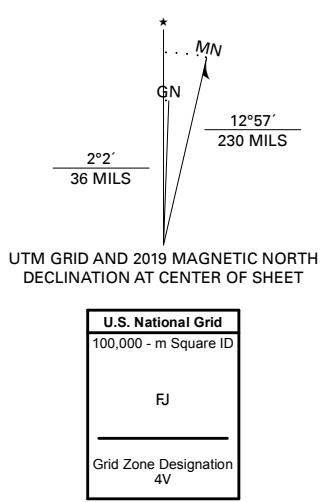 ★
MN
GN
12°57´
230 MILS
2°2´
36 MILS
UTM GRID AND 2019 MAGNETIC NORTH
DECLINATION AT CENTER OF SHEET
U.S. National Grid
100,000 - m Square ID
FJ
Grid Zone Designation
4V